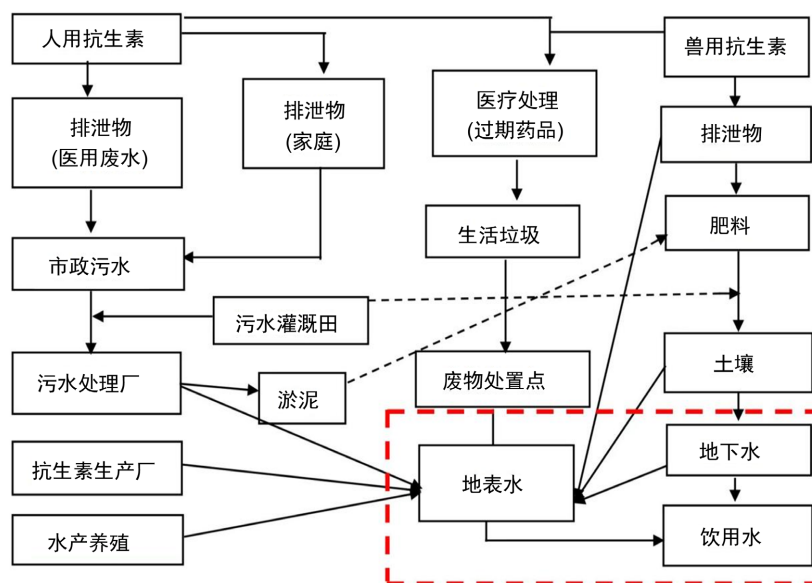 人用抗生素
兽用抗生素
排泄物
(医用废水)
排泄物
(家庭)
医疗处理
(过期药品)
排泄物
肥料
生活垃圾
市政污水
污水灌溉田
污水处理厂
淤泥
废物处置点
土壤
抗生素生产厂
地表水
地下水
水产养殖
饮用水